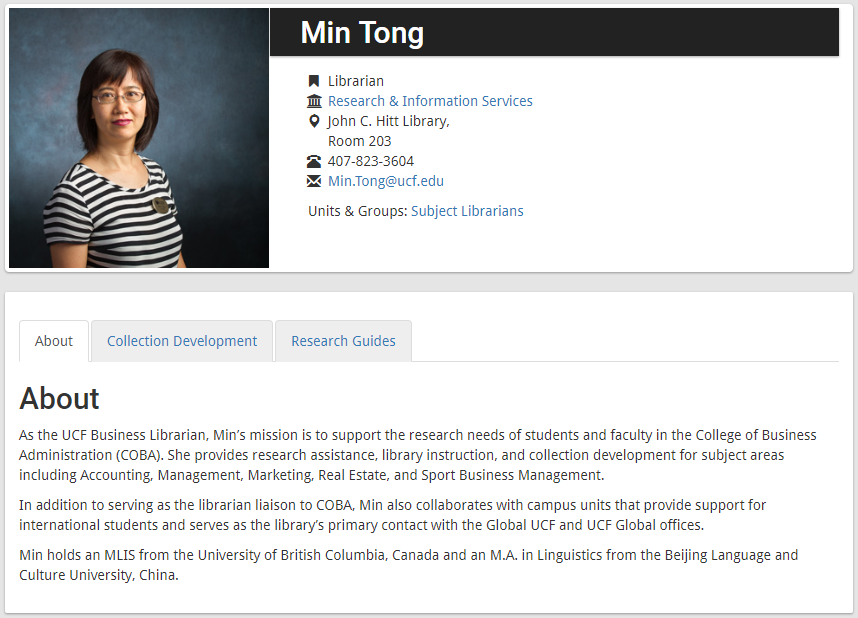 Min Tong
Librarian
Research & Information Services
John C. Hitt Library,
Room 203
407-823-3604
Min.Tong@ucf.edu
Units & Groups: Subject Librarians
About
Collection Development
Research Guides
About
As the UCF Business Librarian, Min’s mission is to support the research needs of students and faculty in the College of Business
Administration (COBA). She provides research assistance, library instruction, and collection development for subject areas
including Accounting, Management, Marketing, Real Estate, and Sport Business Management.
In addition to serving as the librarian liaison to COBA, Min also collaborates with campus units that provide support for
international students and serves as the library’s primary contact with the Global UCF and UCF Global offices.
Min holds an MLIS from the University of British Columbia, Canada and an M.A. in Linguistics from the Beijing Language and
Culture University, China.